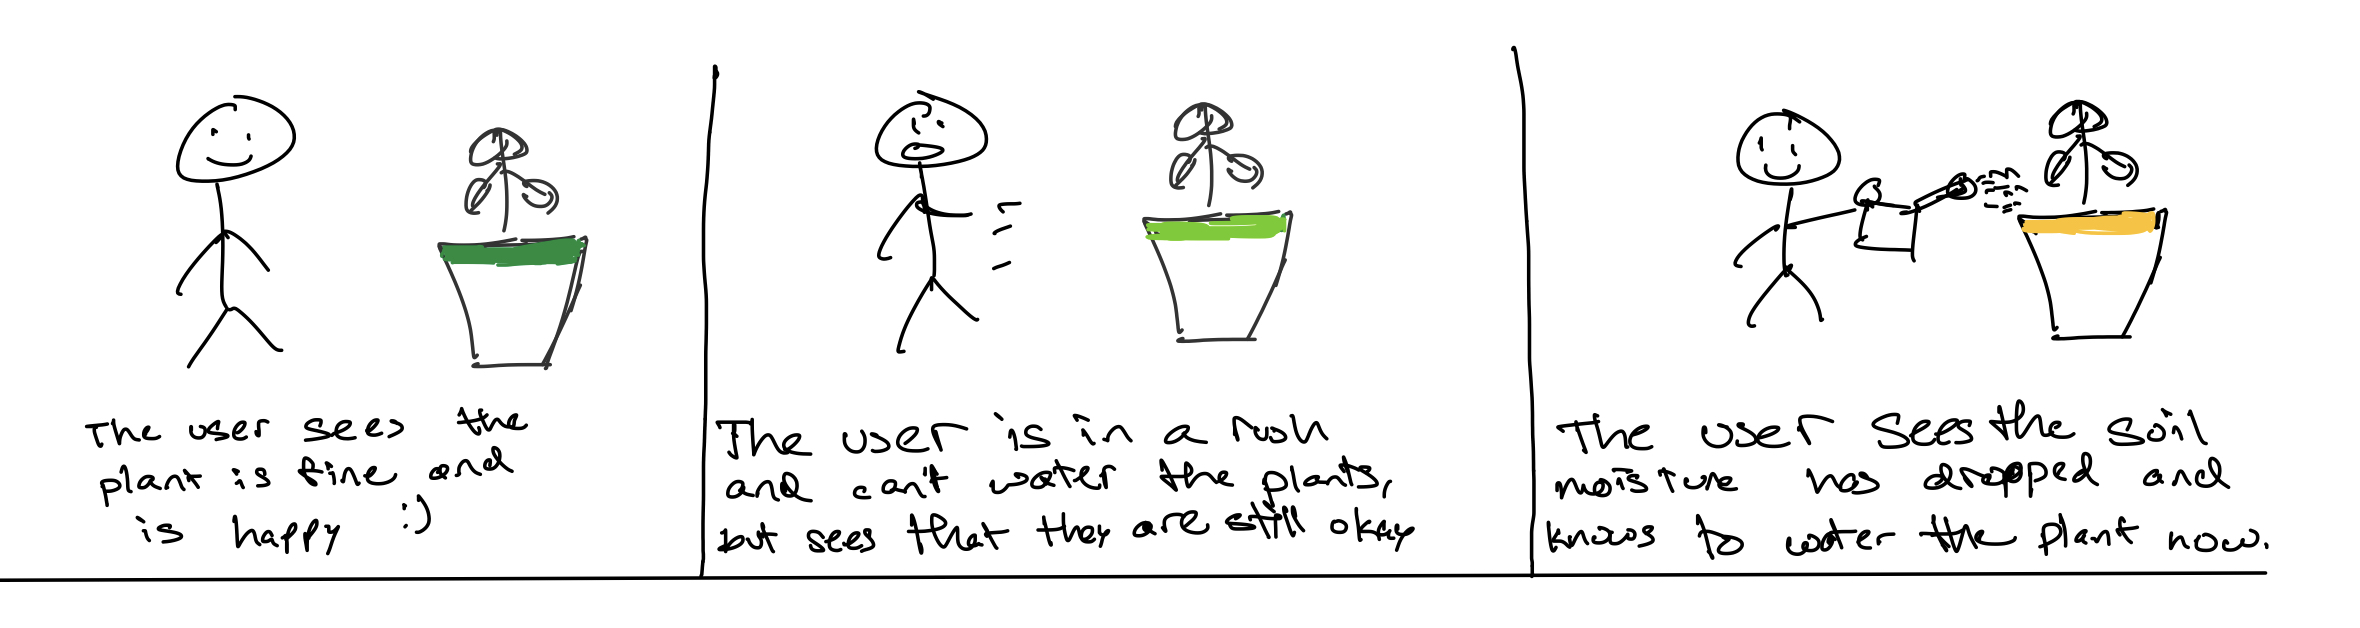 The user sees the
plant is fine and
is happy :)
The user is in a rush
and can't water the plants,
but sees that they are still okay
The user sees the soil
moisture has dropped and
knows to water the plant now.